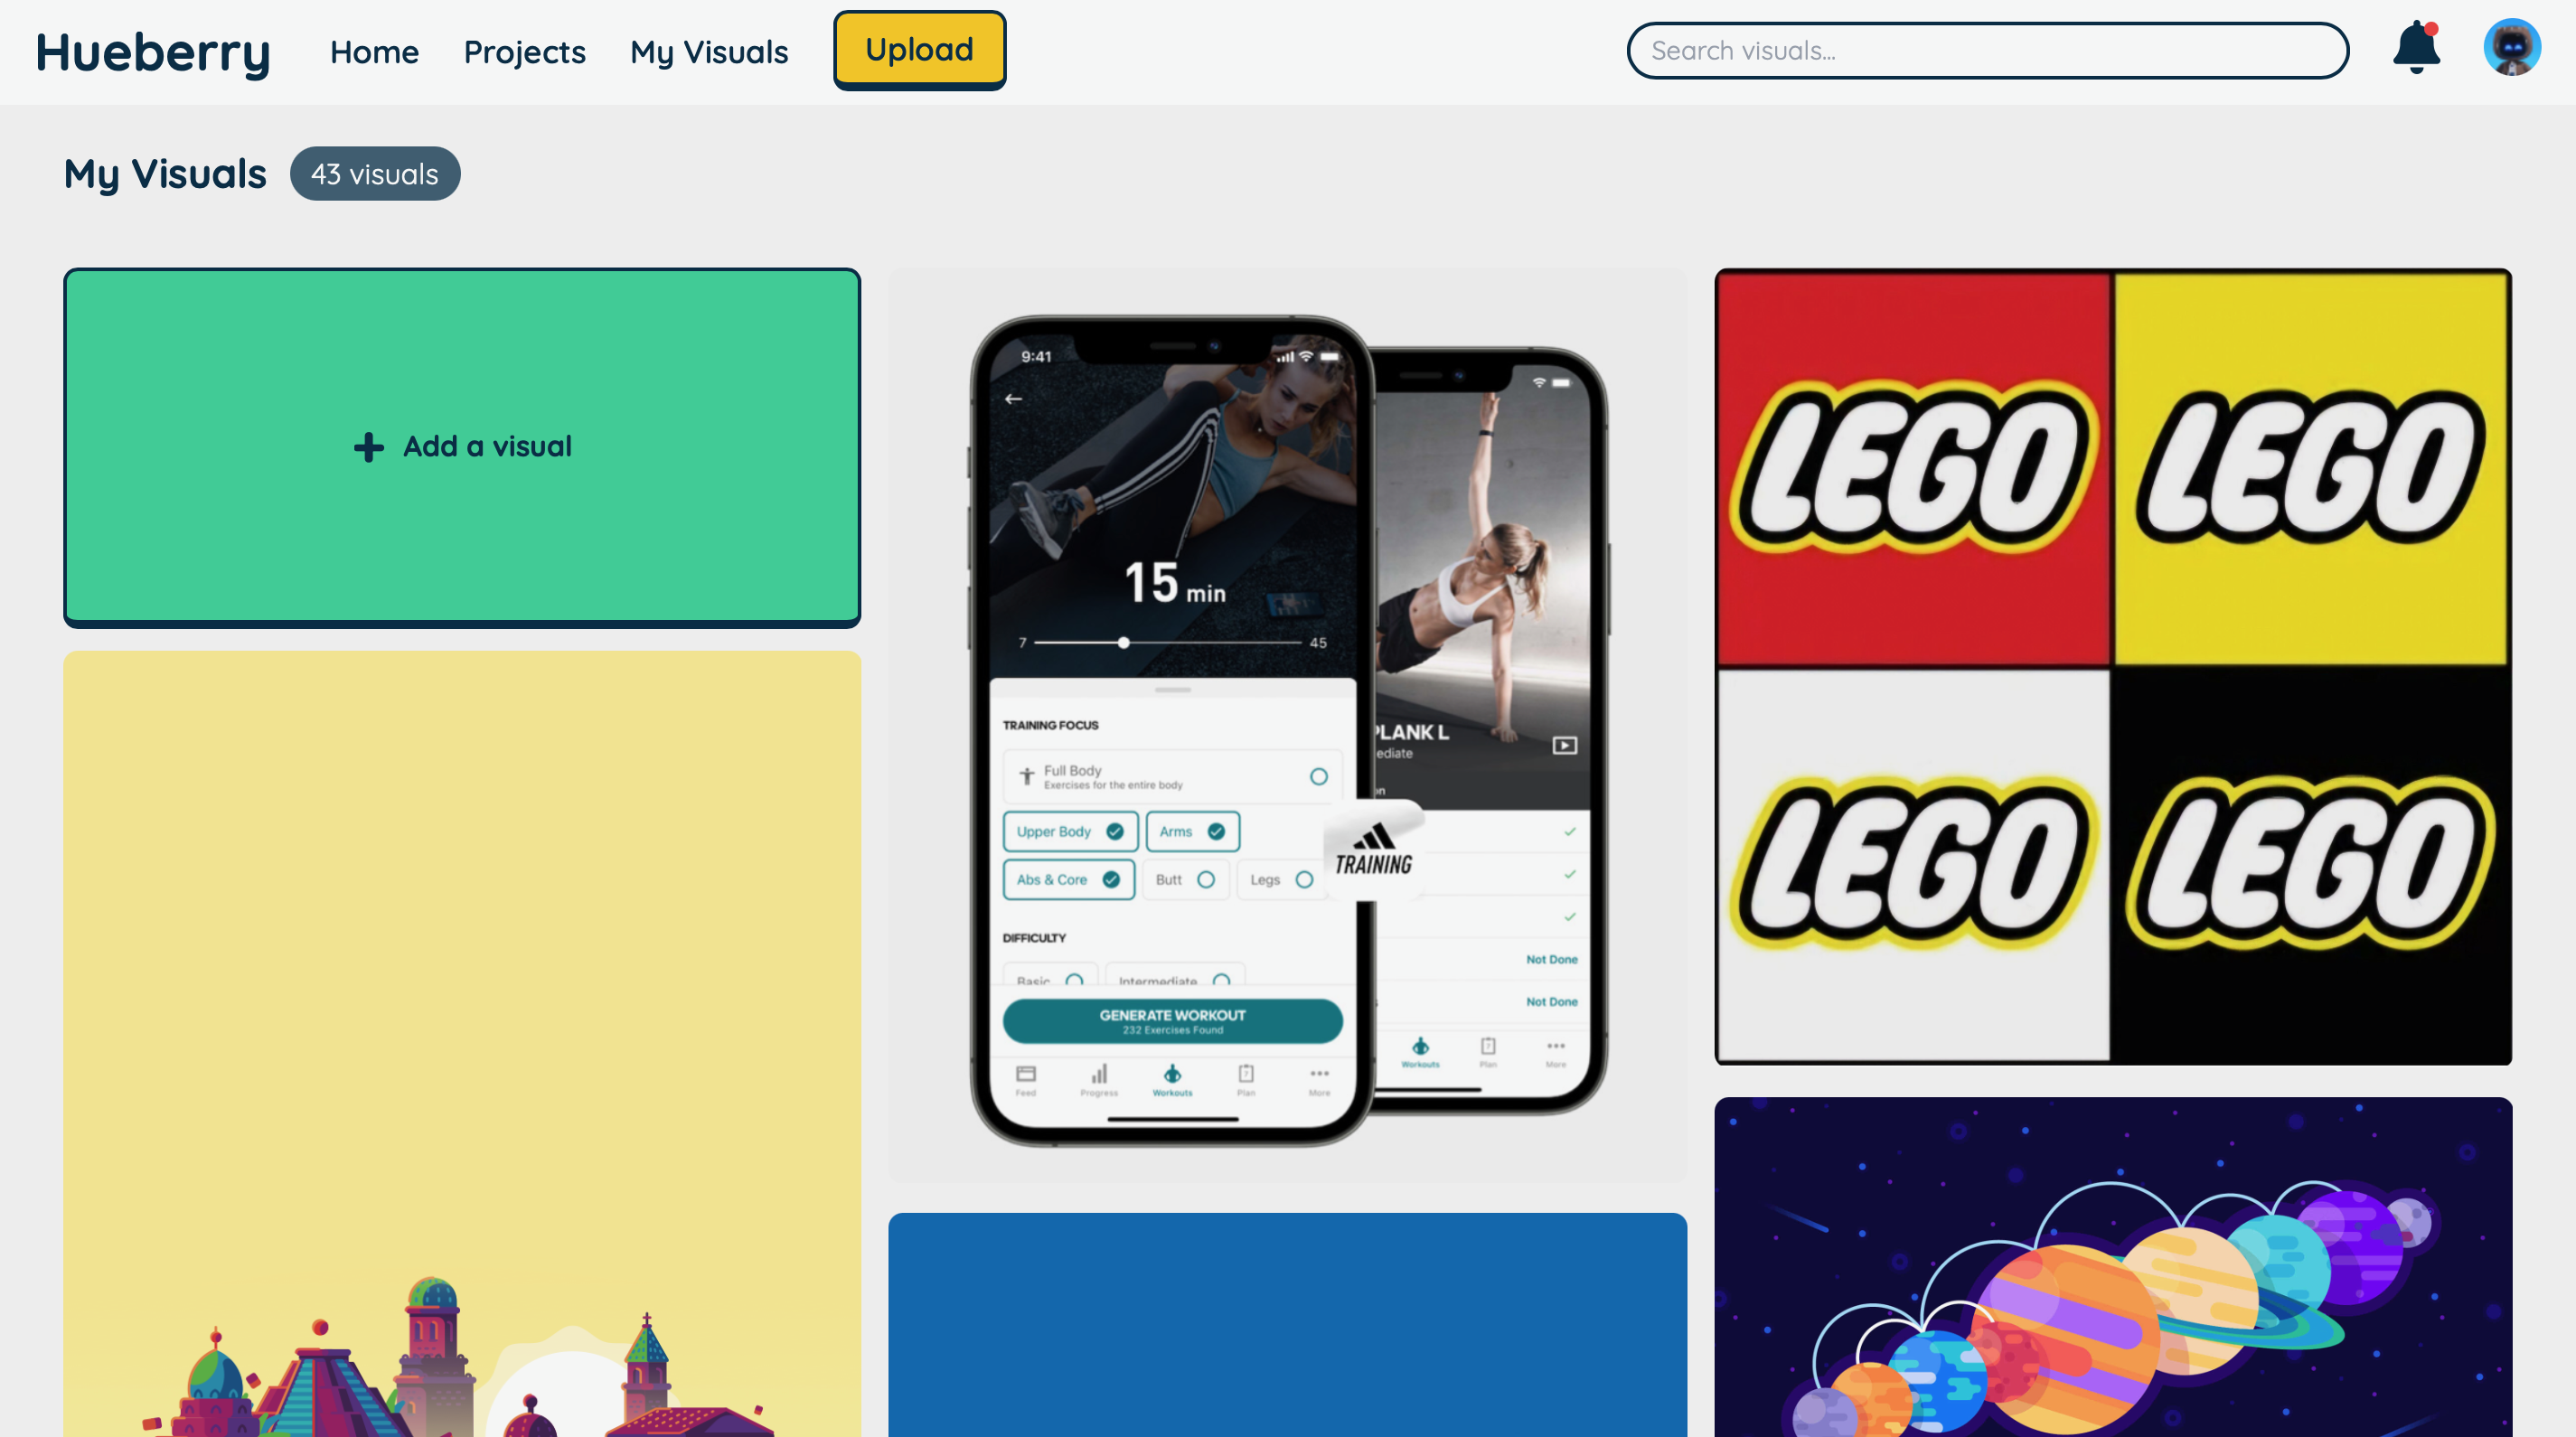 Hueberry
Home
Projects
My Visuals
Upload
Search visuals...
My Visuals
43 visuals
Add a visual
9:41
15 min
7
45
TRAINING FOCUS
Full Body
Exercises for the entire body
Upper Body
Arms
Abs & Core
Butt
Legs
DIFFICULTY
Basic
Intermediate
GENERATE WORKOUT
232 Exercises Found
Feed
Progress
Workouts
Plan
More
PLANK L
ediate
on
TRAINING
Not Done
Not Done
Workouts
Plan
More
LEGO
LEGO
LEGO
LEGO